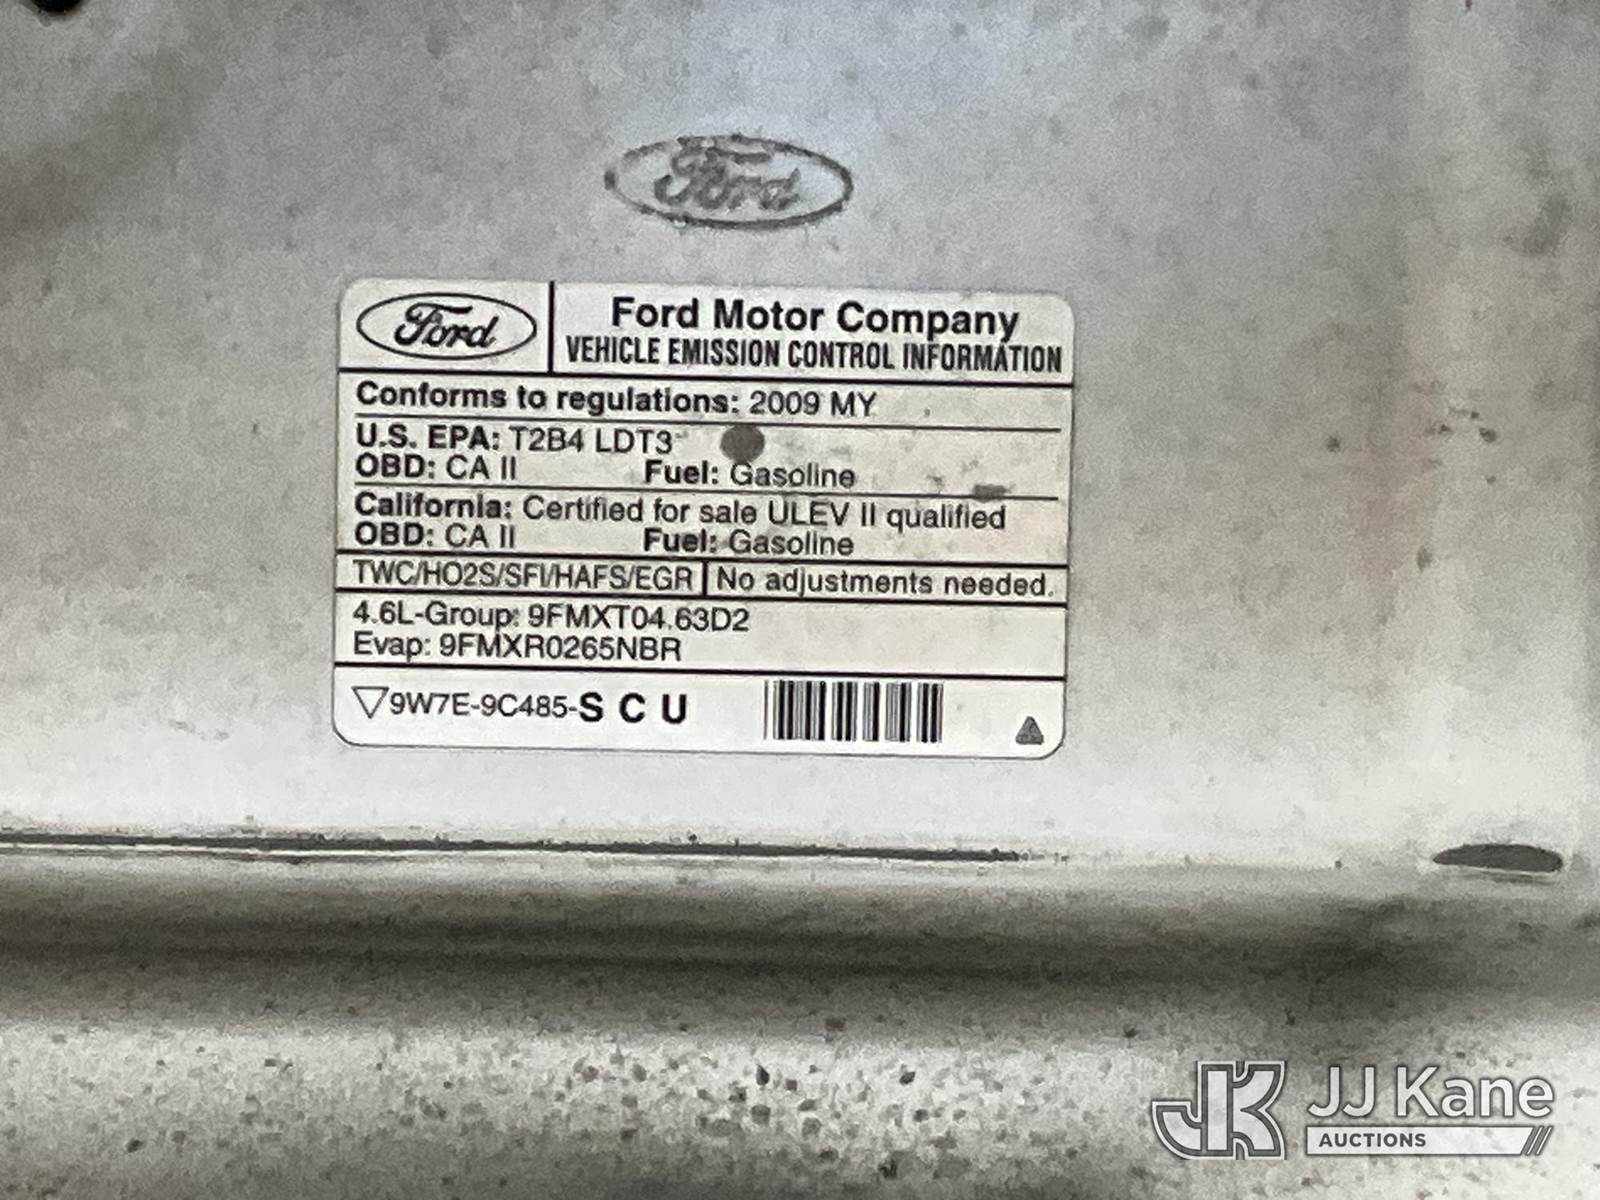 Ford
Ford
Ford Motor Company
VEHICLE EMISSION CONTROL INFORMATION
Conforms to regulations: 2009 MY
U.S. EPA: T2B4 LDT3
OBD: CA II Fuel: Gasoline
California: Certified for sale ULEV II qualified
OBD: CA II Fuel: Gasoline
TWC/HO2S/SFI/HAFS/EGR No adjustments needed.
4.6L-Group: 9FMXT04.63D2
Evap: 9FMXR0265NBR
9W7E-9C485-S C U
JK JJ Kane
AUCTIONS